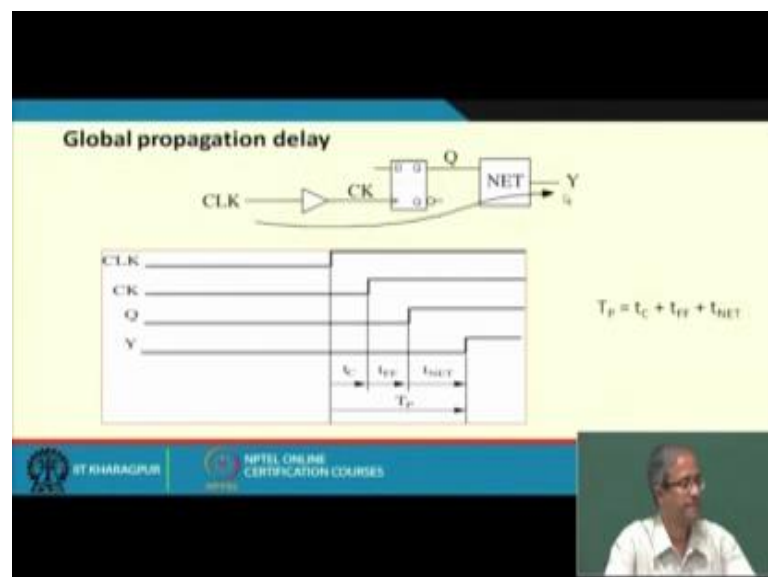 Global propagation delay
Q
D Q
NET
Y
CLK
CK
Q
CLK
CK
Q
Y
t_C t_FF t_NET
T_P
T_P = t_C + t_FF + t_NET
IIT KHARAGPUR
NPTEL ONLINE
CERTIFICATION COURSES
NPTEL